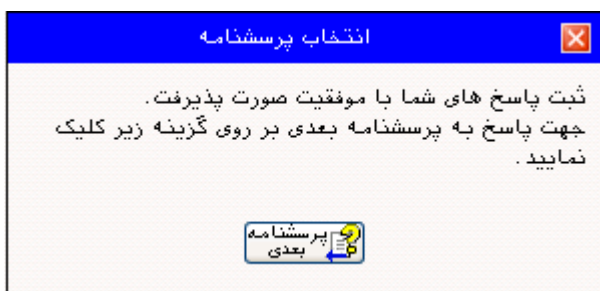 انتخاب پرسشنامه
ثبت پاسخ های شما با موفقیت صورت پذیرفت.
جهت پاسخ به پرسشنامه بعدی بر روی گزینه زیر کلیک
نمایید.
پرسشنامه
بعدی